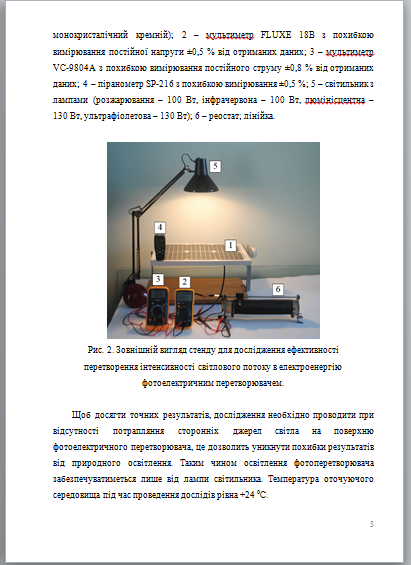 монокристалічний кремній); 2 – мультиметр FLUXE 18B з похибкою
вимірювання постійної напруги ±0,5 % від отриманих даних; 3 – мультиметр
VC-9804A з похибкою вимірювання постійного струму ±0,8 % від отриманих
даних; 4 – піранометр SP-216 з похибкою вимірювання ±0,5 %; 5 – світильник з
лампами (розжарювання – 100 Вт, інфрачервона – 100 Вт, люмінісцентна –
130 Вт, ультрафіолетова – 130 Вт); 6 – реостат; лінійка.
5
4
1
3
2
6
Рис. 2. Зовнішній вигляд стенду для дослідження ефективності
перетворення інтенсивності світлового потоку в електроенергію
фотоелектричним перетворювачем.
Щоб досягти точних результатів, дослідження необхідно проводити при
відсутності потрапляння сторонніх джерел світла на поверхню
фотоелектричного перетворювача, це дозволить уникнути похибки результатів
від природного освітлення. Таким чином освітлення фотоперетворювача
забезпечуватиметься лише від лампи світильника. Температура оточуючого
середовища під час проведення дослідів рівна +24 ⁰С.
3